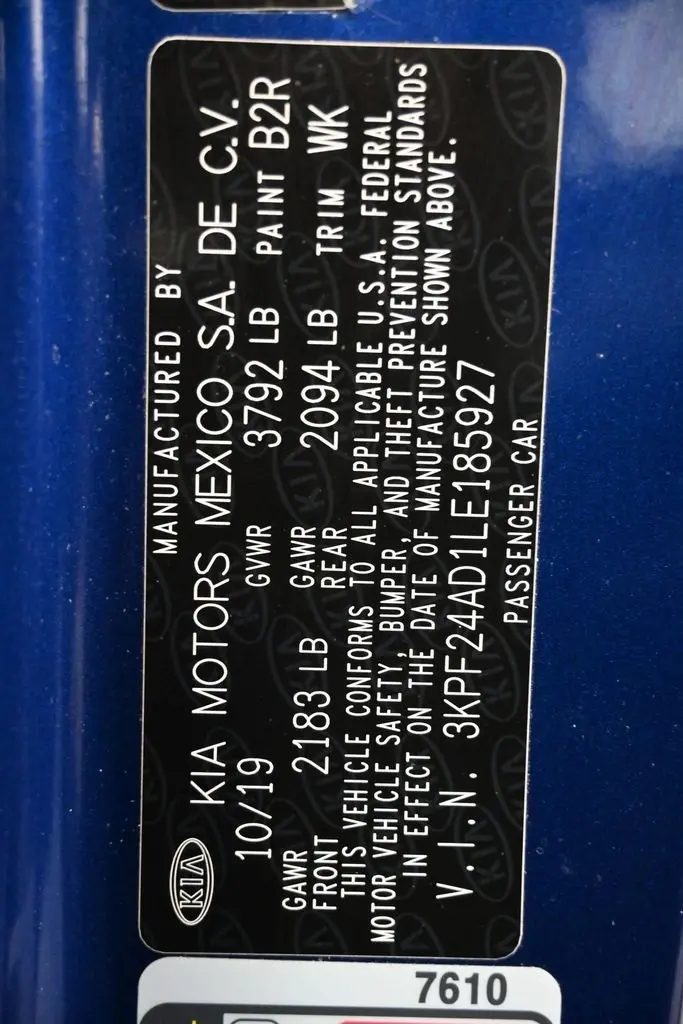 MANUFACTURED BY
KIA KIA MOTORS MEXICO S.A. DE C.V.
10/19 GVWR 3792 LB PAINT B2R
GAWR FRONT 2183 LB GAWR REAR 2094 LB TRIM WK
THIS VEHICLE CONFORMS TO ALL APPLICABLE U.S.A. FEDERAL
MOTOR VEHICLE SAFETY, BUMPER, AND THEFT PREVENTION STANDARDS
IN EFFECT ON THE DATE OF MANUFACTURE SHOWN ABOVE.
V.I.N. 3KPF24AD1LE185927
PASSENGER CAR
7610